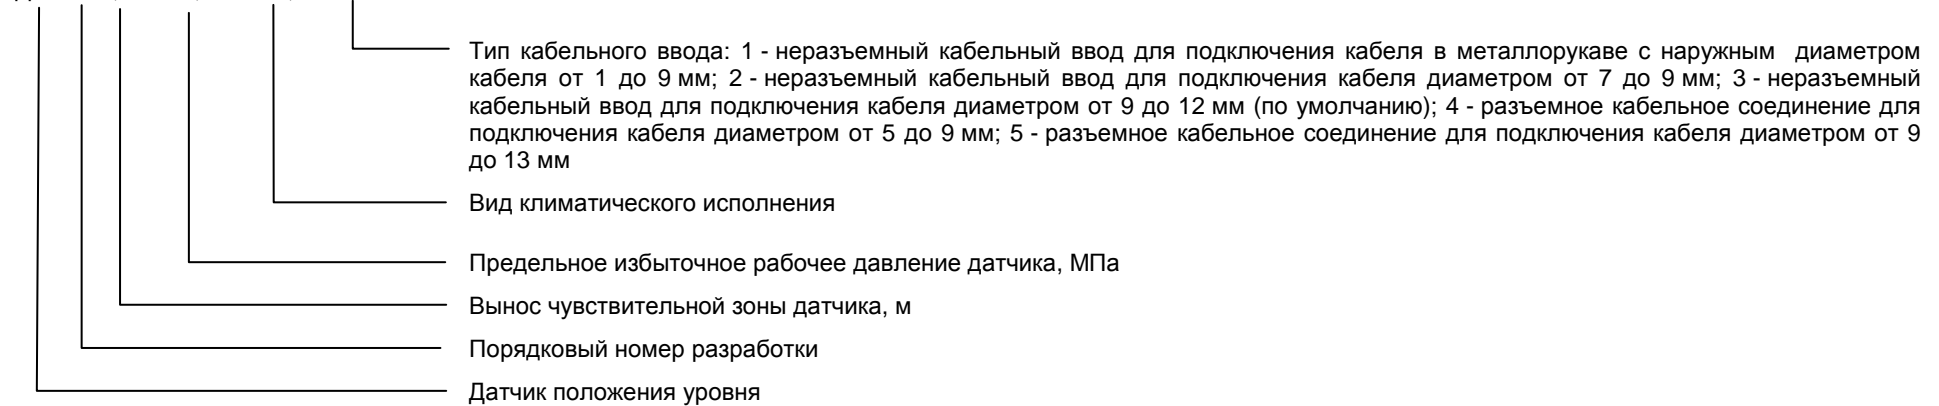 Тип кабельного ввода: 1 - неразъемный кабельный ввод для подключения кабеля в металлорукаве с наружным диаметром
кабеля от 1 до 9 мм; 2 - неразъемный кабельный ввод для подключения кабеля диаметром от 7 до 9 мм; 3 - неразъемный
кабельный ввод для подключения кабеля диаметром от 9 до 12 мм (по умолчанию); 4 - разъемное кабельное соединение для
подключения кабеля диаметром от 5 до 9 мм; 5 - разъемное кабельное соединение для подключения кабеля диаметром от 9
до 13 мм
Вид климатического исполнения
Предельное избыточное рабочее давление датчика, МПа
Вынос чувствительной зоны датчика, м
Порядковый номер разработки
Датчик положения уровня